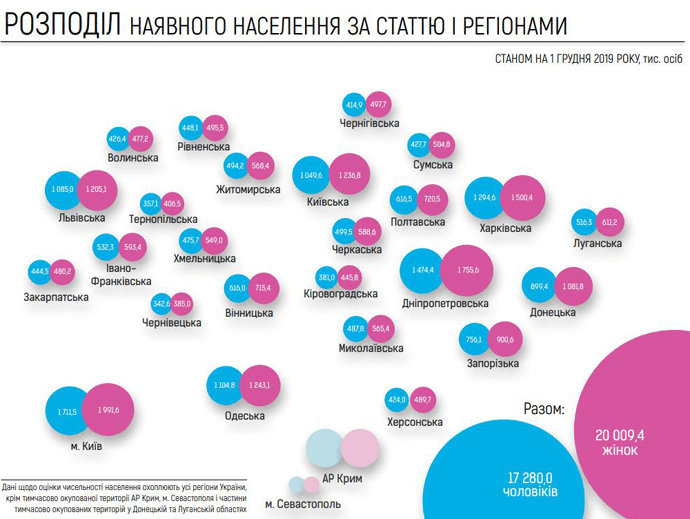 РОЗПОДІЛ НАЯВНОГО НАСЕЛЕННЯ ЗА СТАТТЮ І РЕГІОНАМИ
СТАНОМ НА 1 ГРУДНЯ 2019 РОКУ, тис. осіб
414,9 497,7
Чернігівська
448,1 495,5
Рівненська
426,4 477,2
Волинська
427,7 504,8
Сумська
494,2 568,4
Житомирська
1 049,6 1 236,8
Київська
1 085,0 1 205,1
Львівська
357,1 406,5
Тернопільська
616,5 720,5
Полтавська
1 294,6 1 500,4
Харківська
516,3 611,2
Луганська
499,5 588,6
Черкаська
475,7 549,0
Хмельницька
532,3 593,4
Івано-
Франківська
444,5 480,2
Закарпатська
381,0 445,8
Кіровоградська
1 474,4 1 755,6
Дніпропетровська
899,4 1 081,8
Донецька
616,0 715,4
Вінницька
342,6 385,0
Чернівецька
487,8 565,4
Миколаївська
756,1 900,6
Запорізька
1 104,8 1 243,1
Одеська
424,0 489,7
Херсонська
1 711,5 1 991,6
м. Київ
Разом:
20 009,4
жінок
17 280,0
чоловіків
АР Крим
м. Севастополь
Дані щодо оцінки чисельності населення охоплюють усі регіони України,
крім тимчасово окупованої території АР Крим, м. Севастополя і частини
тимчасово окупованих територій у Донецькій та Луганській областях